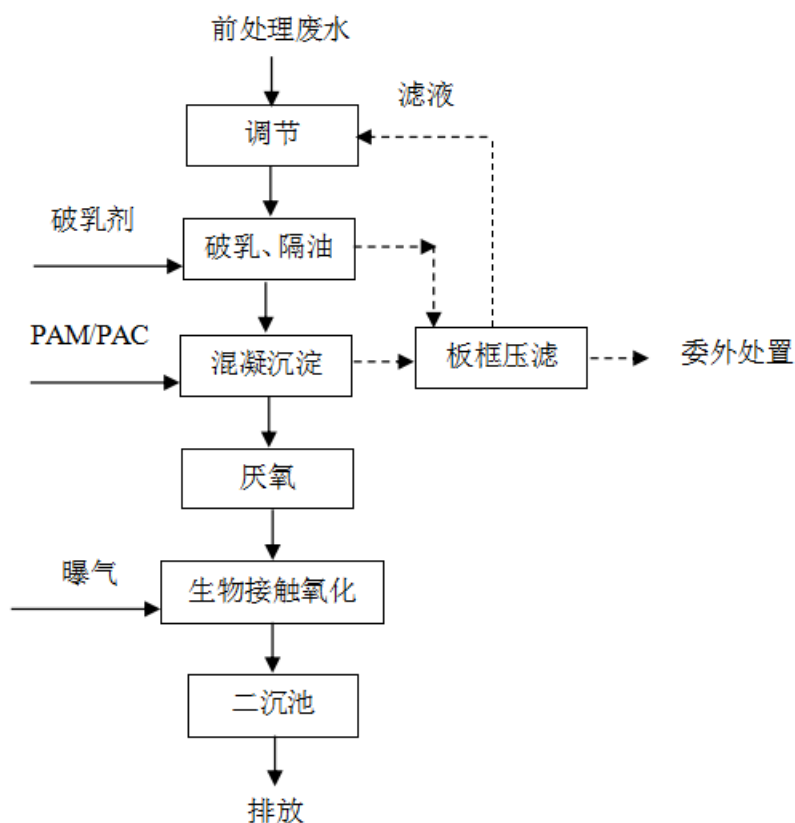 前处理废水
滤液
调节
破乳剂
破乳、隔油
PAM/PAC
混凝沉淀
板框压滤
委外处置
厌氧
曝气
生物接触氧化
二沉池
排放